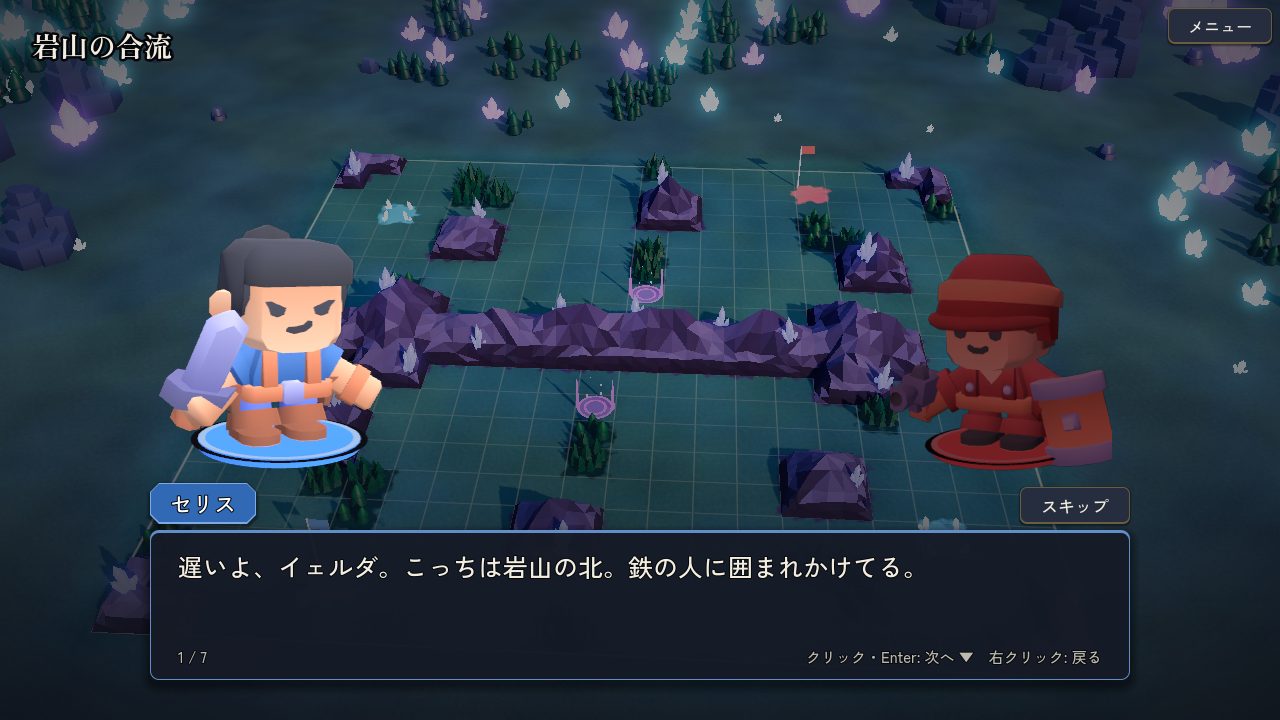 岩山の合流
メニュー
セリス
スキップ
遅いよ、イェルダ。こっちは岩山の北。鉄の人に囲まれかけてる。
1 / 7
クリック・Enter: 次へ ▼ 右クリック: 戻る